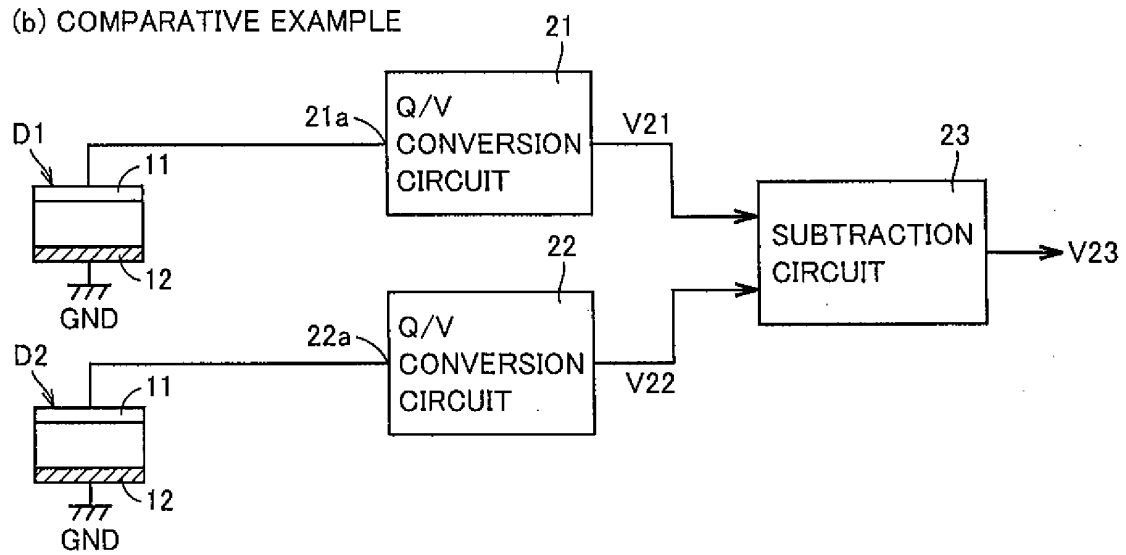 (b) COMPARATIVE EXAMPLE
21
21a
Q/V
CONVERSION
CIRCUIT
V21
D1
11
12
GND
23
SUBTRACTION
CIRCUIT
V23
22
22a
Q/V
CONVERSION
CIRCUIT
V22
D2
11
12
GND